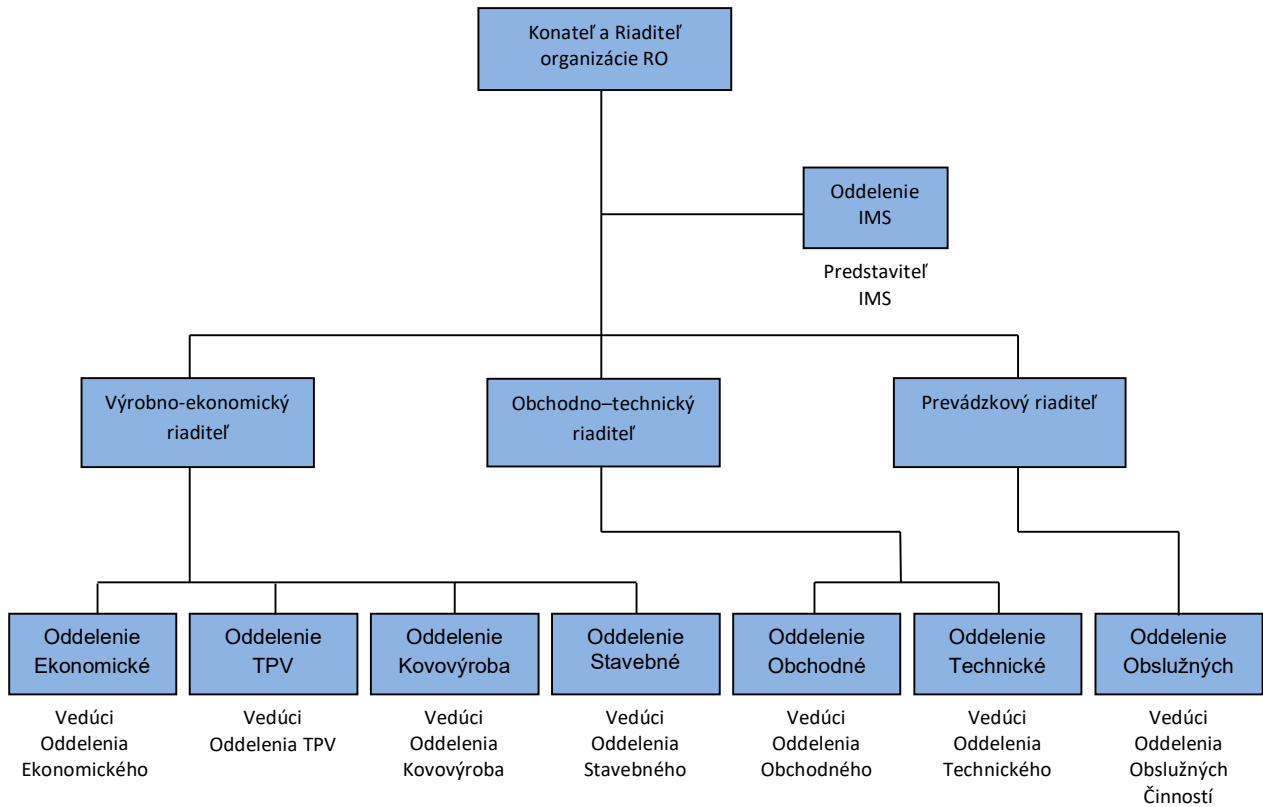 Konateľ a Riaditeľ
organizácie RO
Oddelenie
IMS
Predstaviteľ
IMS
Výrobno-ekonomický
riaditeľ
Obchodno–technický
riaditeľ
Prevádzkový riaditeľ
Oddelenie
Ekonomické
Vedúci
Oddelenia
Ekonomického
Oddelenie
TPV
Vedúci
Oddelenia TPV
Oddelenie
Kovovýroba
Vedúci
Oddelenia
Kovovýroba
Oddelenie
Stavebné
Vedúci
Oddelenia
Stavebného
Oddelenie
Obchodné
Vedúci
Oddelenia
Obchodného
Oddelenie
Technické
Vedúci
Oddelenia
Technického
Oddelenie
Obslužných
Vedúci
Oddelenia
Obslužných
Činností